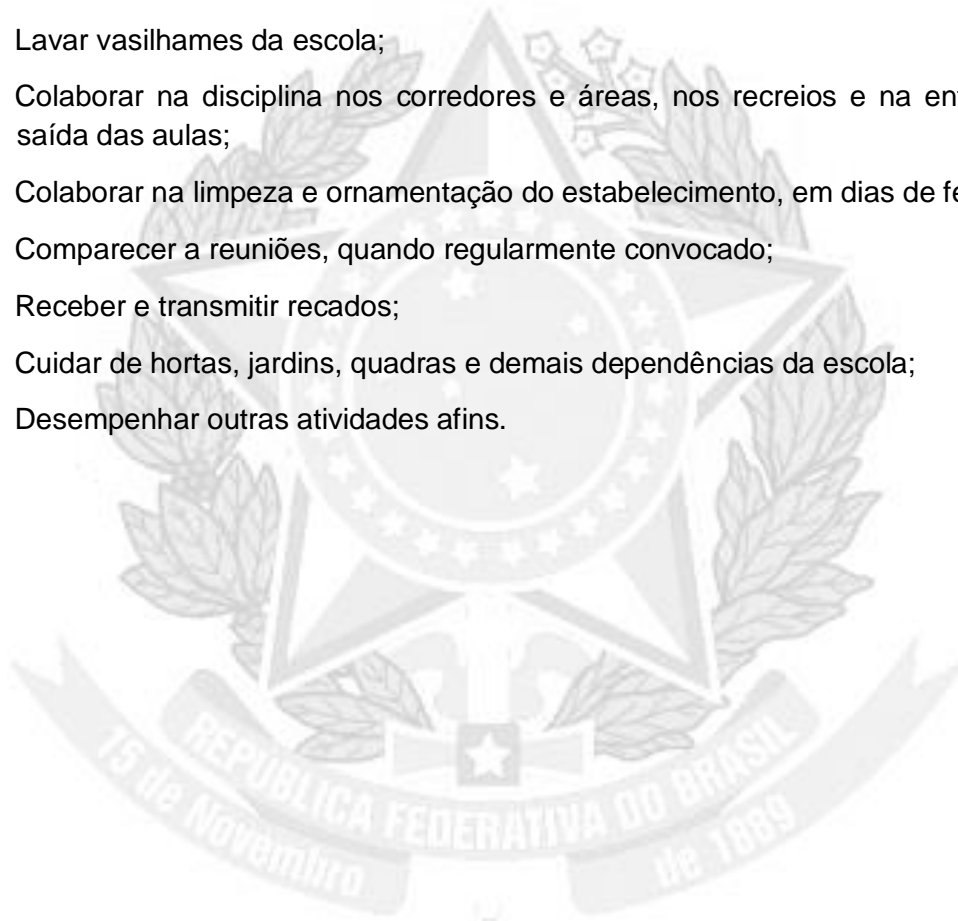 Lavar vasilhames da escola;
Colaborar na disciplina nos corredores e áreas, nos recreios e na
saída das aulas;
Colaborar na limpeza e ornamentação do estabelecimento, em dias de
Comparecer a reuniões, quando regularmente convocado;
Receber e transmitir recados;
Cuidar de hortas, jardins, quadras e demais dependências da escola;
Desempenhar outras atividades afins.
REPÚBLICA FEDERATIVA DO BRASIL
15 de Novembro de 1889